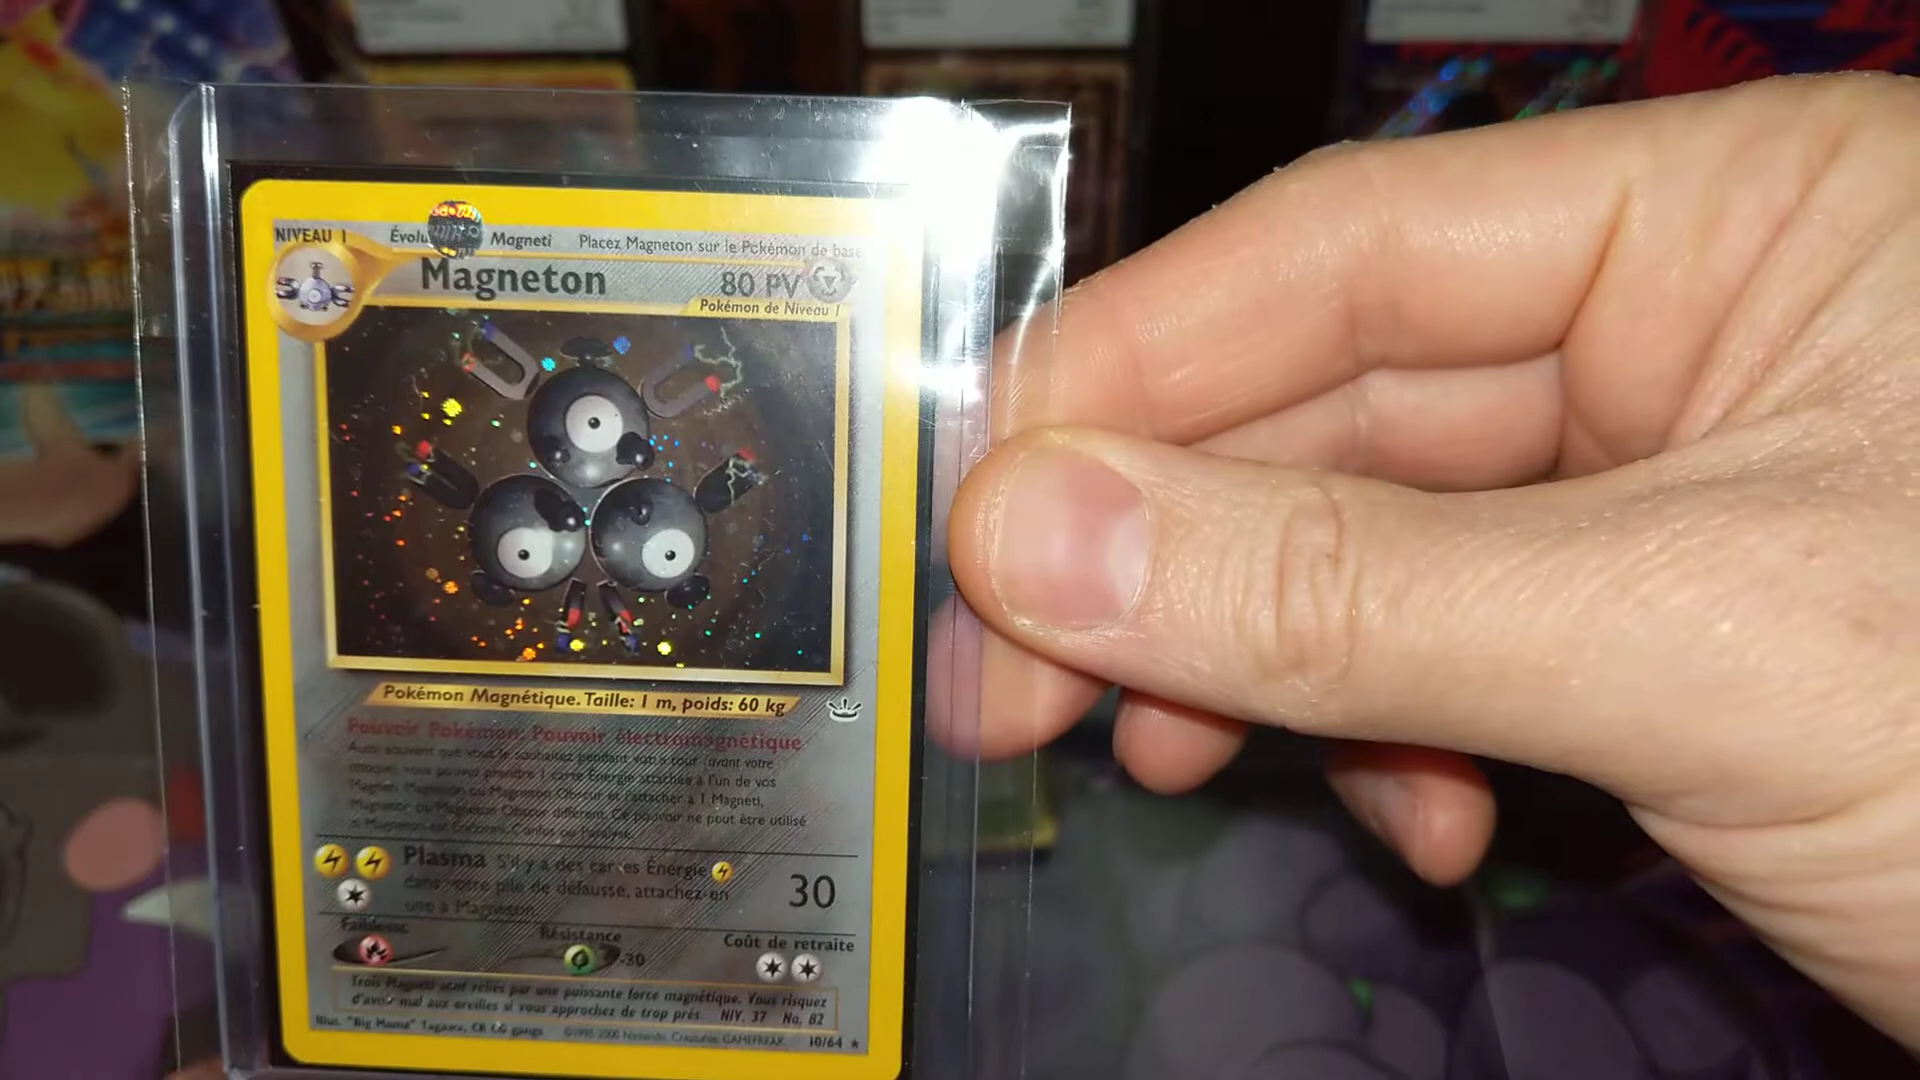 NIVEAU 1 Évolu Magneti Placez Magneton sur le Pokémon de base
Magneton 80 PV
Pokémon de Niveau 1
Pokémon Magnétique. Taille: 1 m, poids: 60 kg
Pouvoir Pokémon: Pouvoir électromagnétique
Aussi souvent que vous le souhaitez pendant votre tour (avant votre
attaque), vous pouvez prendre 1 carte Énergie attachée à l'un de vos
Magneti, Magneton ou Magneton Obscur et l'attacher à 1 Magneti,
Magneton ou Magneton Obscur différent. Ce pouvoir ne peut être utilisé
si Magneton est Endormi, Confus ou Paralysé.
Plasma S'il y a des cartes Énergie
dans votre pile de défausse, attachez-en
une à Magneton.
30
Faiblesse Résistance Coût de retraite
-30
Trois Magneti sont reliés par une puissante force magnétique. Vous risquez
d'avoir mal aux oreilles si vous approchez de trop près. NIV. 37 No. 82
Illus. "Big Mama" Tagawa, CR CG gangs ©1995-2000 Nintendo, Creatures, GAMEFREAK. 10/64